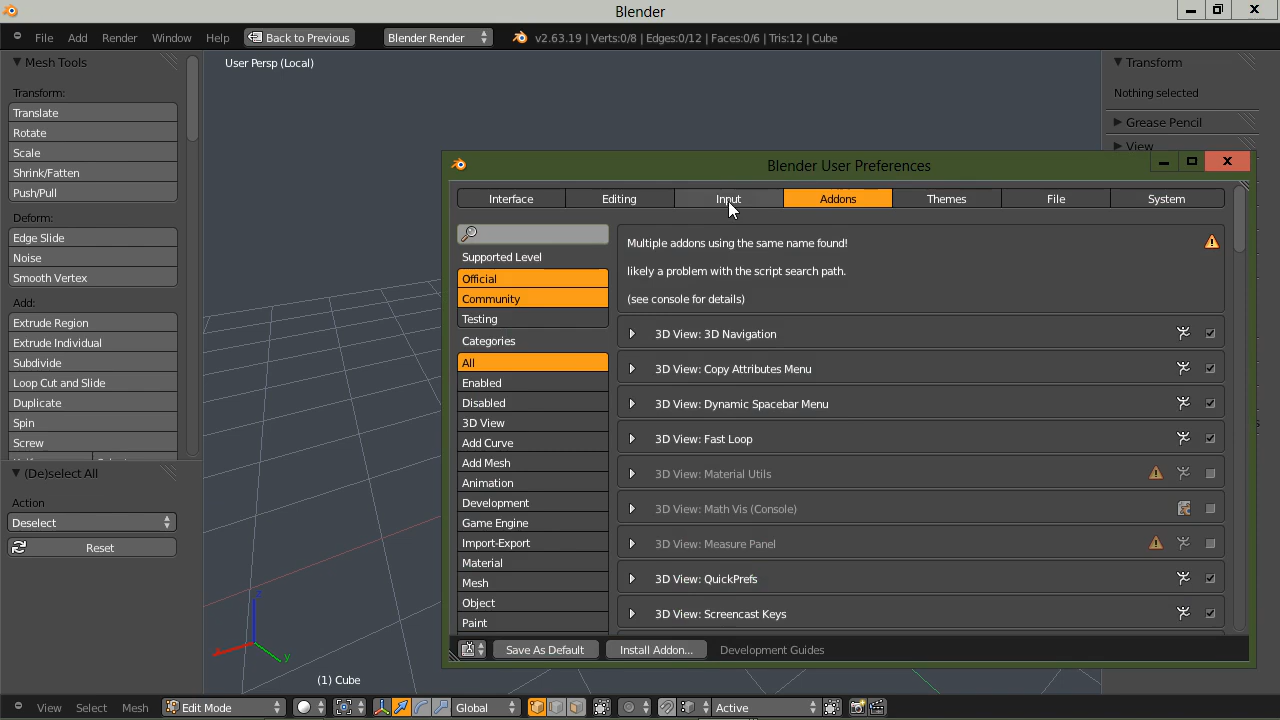 Blender
File Add Render Window Help Back to Previous Blender Render v2.63.19 | Verts:0/8 | Edges:0/12 | Faces:0/6 | Tris:12 | Cube
Mesh Tools
Transform:
Translate
Rotate
Scale
Shrink/Fatten
Push/Pull
Deform:
Edge Slide
Noise
Smooth Vertex
Add:
Extrude Region
Extrude Individual
Subdivide
Loop Cut and Slide
Duplicate
Spin
Screw
(De)select All
Action
Deselect
Reset
User Persp (Local)
z
x
y
(1) Cube
Transform
Nothing selected
Grease Pencil
View
Blender User Preferences
Interface Editing Input Addons Themes File System
Supported Level
Official
Community
Testing
Categories
All
Enabled
Disabled
3D View
Add Curve
Add Mesh
Animation
Development
Game Engine
Import-Export
Material
Mesh
Object
Paint
Multiple addons using the same name found!
likely a problem with the script search path.
(see console for details)
3D View: 3D Navigation
3D View: Copy Attributes Menu
3D View: Dynamic Spacebar Menu
3D View: Fast Loop
3D View: Material Utils
3D View: Math Vis (Console)
3D View: Measure Panel
3D View: QuickPrefs
3D View: Screencast Keys
Save As Default Install Addon... Development Guides
View Select Mesh Edit Mode Global Active